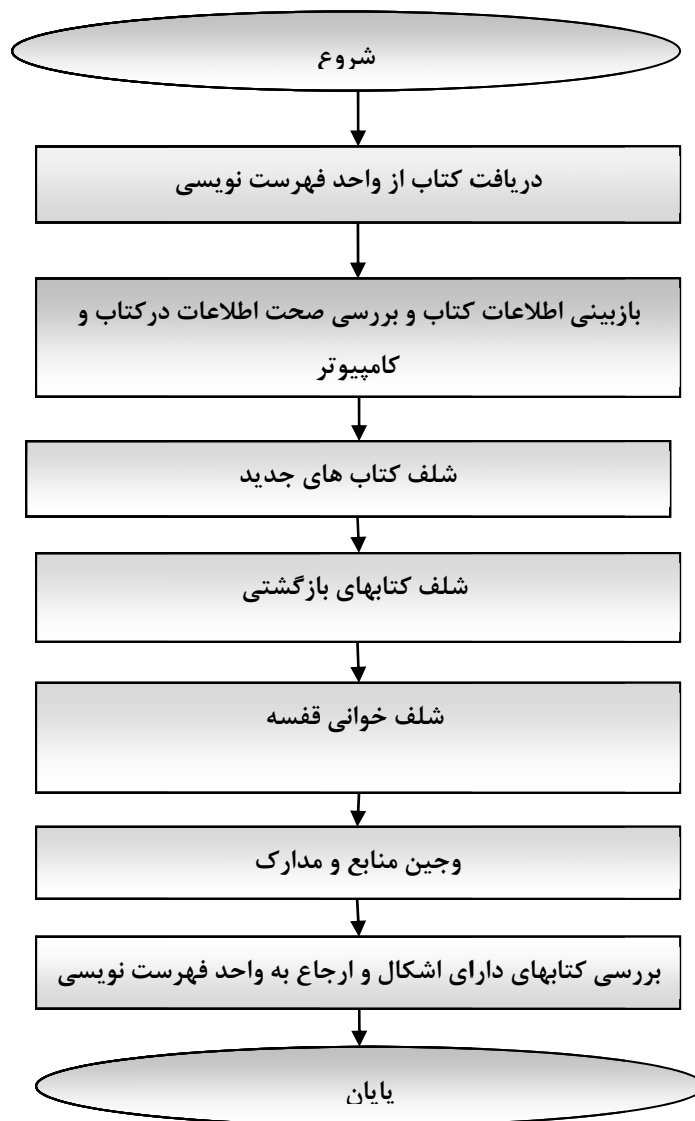 شروع
دریافت کتاب از واحد فهرست نویسی
بازبینی اطلاعات کتاب و بررسی صحت اطلاعات درکتاب و
کامپیوتر
شلف کتاب های جدید
شلف کتابهای بازگشتی
شلف خوانی قفسه
وجین منابع و مدارک
بررسی کتابهای دارای اشکال و ارجاع به واحد فهرست نویسی
پایان